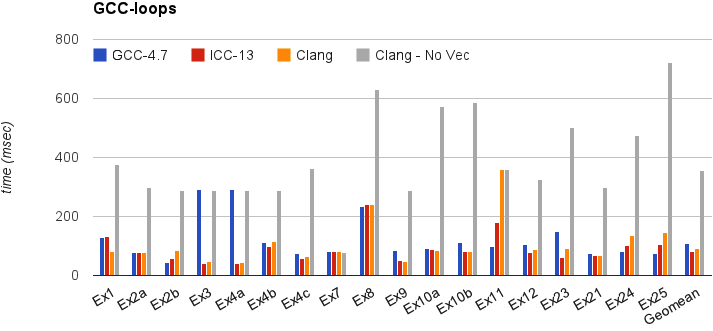 GCC-loops
800
GCC-4.7 ICC-13 Clang Clang - No Vec
600
time (msec)
400
200
0
Ex1 Ex2a Ex2b Ex3 Ex4a Ex4b Ex4c Ex7 Ex8 Ex9 Ex10a Ex10b Ex11 Ex12 Ex23 Ex21 Ex24 Ex25 Geomean